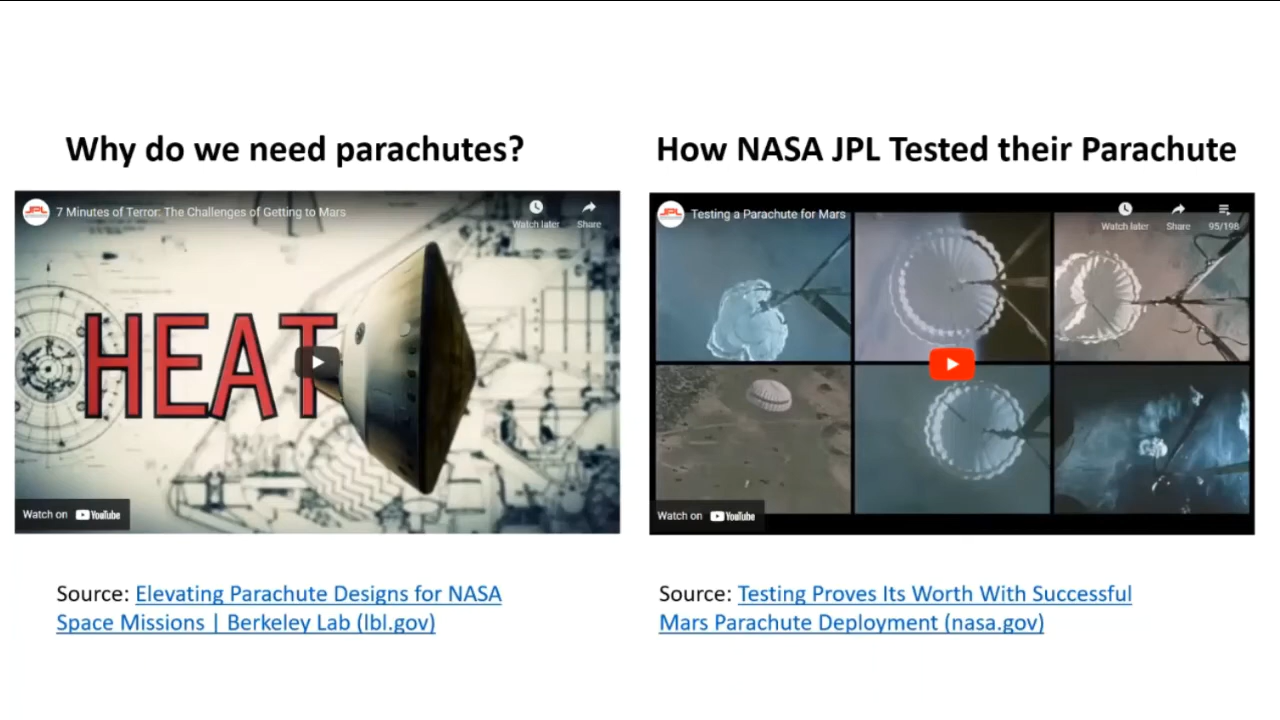 Why do we need parachutes?
How NASA JPL Tested their Parachute
JPL
7 Minutes of Terror: The Challenges of Getting to Mars
Watch later
Share
HEAT
Watch on YouTube
JPL
Testing a Parachute for Mars
Watch later
Share
95/198
Watch on YouTube
Source: Elevating Parachute Designs for NASA
Space Missions | Berkeley Lab (lbl.gov)
Source: Testing Proves Its Worth With Successful
Mars Parachute Deployment (nasa.gov)